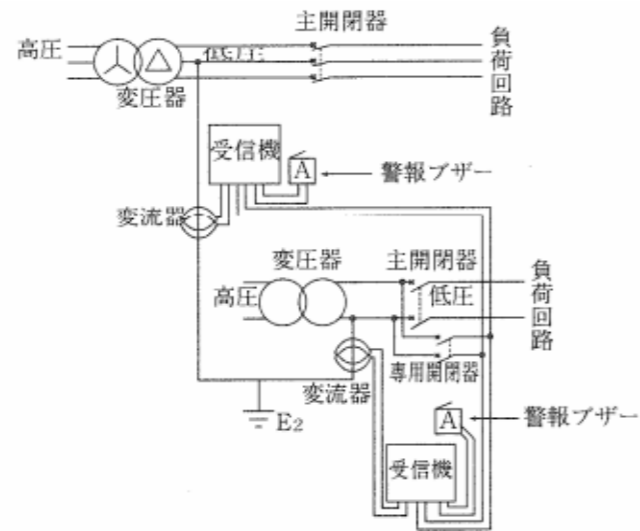 主開閉器
高圧
低圧
負荷回路
変圧器
受信機
A
警報ブザー
変流器
変圧器
主開閉器
高圧
低圧
負荷回路
専用開閉器
変流器
E2
A
警報ブザー
受信機